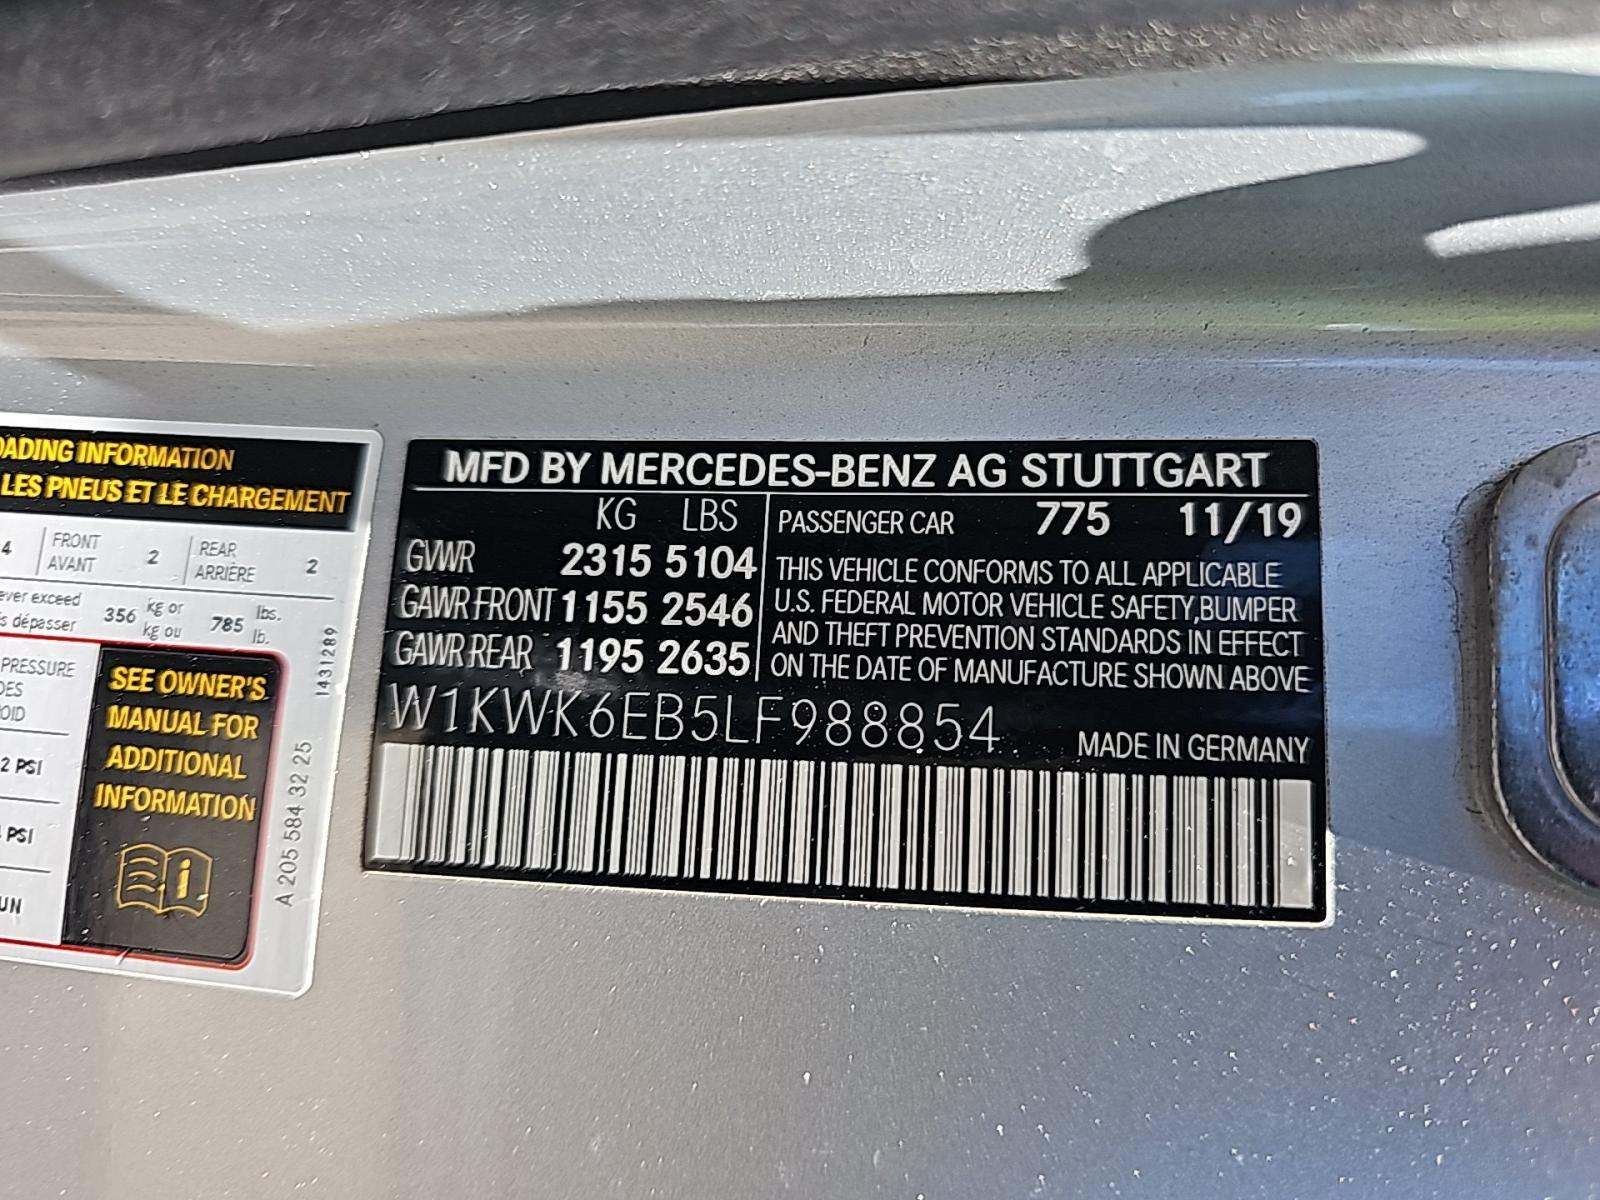 OADING INFORMATION
LES PNEUS ET LE CHARGEMENT
4 FRONT AVANT 2 REAR ARRIÈRE 2
ever exceed 356 kg or 785 lbs.
s dépasser kg ou lb.
PRESSURE
DES
OID
2 PSI
PSI
UN
SEE OWNER'S
MANUAL FOR
ADDITIONAL
INFORMATION
1431289
A 205 584 32 25
MFD BY MERCEDES-BENZ AG STUTTGART
KG LBS
GVWR 2315 5104
GAWR FRONT 1155 2546
GAWR REAR 1195 2635
PASSENGER CAR 775 11/19
THIS VEHICLE CONFORMS TO ALL APPLICABLE
U.S. FEDERAL MOTOR VEHICLE SAFETY,BUMPER
AND THEFT PREVENTION STANDARDS IN EFFECT
ON THE DATE OF MANUFACTURE SHOWN ABOVE
W1KWK6EB5LF988854
MADE IN GERMANY